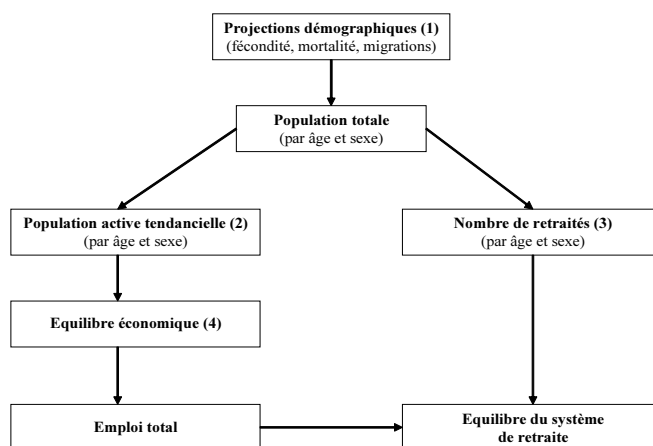 Projections démographiques (1)
(fécondité, mortalité, migrations)
Population totale
(par âge et sexe)
Population active tendancielle (2)
(par âge et sexe)
Nombre de retraités (3)
(par âge et sexe)
Equilibre économique (4)
Emploi total
Equilibre du système
de retraite